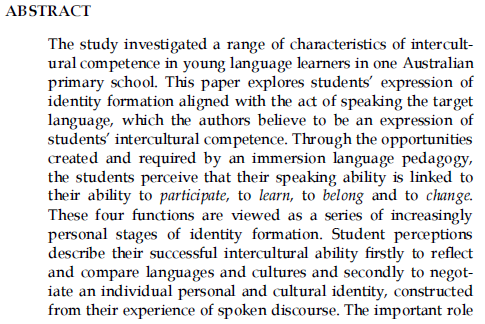 ABSTRACT
The study investigated a range of characteristics of intercult-
ural competence in young language learners in one Australian
primary school. This paper explores students’ expression of
identity formation aligned with the act of speaking the target
language, which the authors believe to be an expression of
students’ intercultural competence. Through the opportunities
created and required by an immersion language pedagogy,
the students perceive that their speaking ability is linked to
their ability to participate, to learn, to belong and to change.
These four functions are viewed as a series of increasingly
personal stages of identity formation. Student perceptions
describe their successful intercultural ability firstly to reflect
and compare languages and cultures and secondly to negot-
iate an individual personal and cultural identity, constructed
from their experience of spoken discourse. The important role